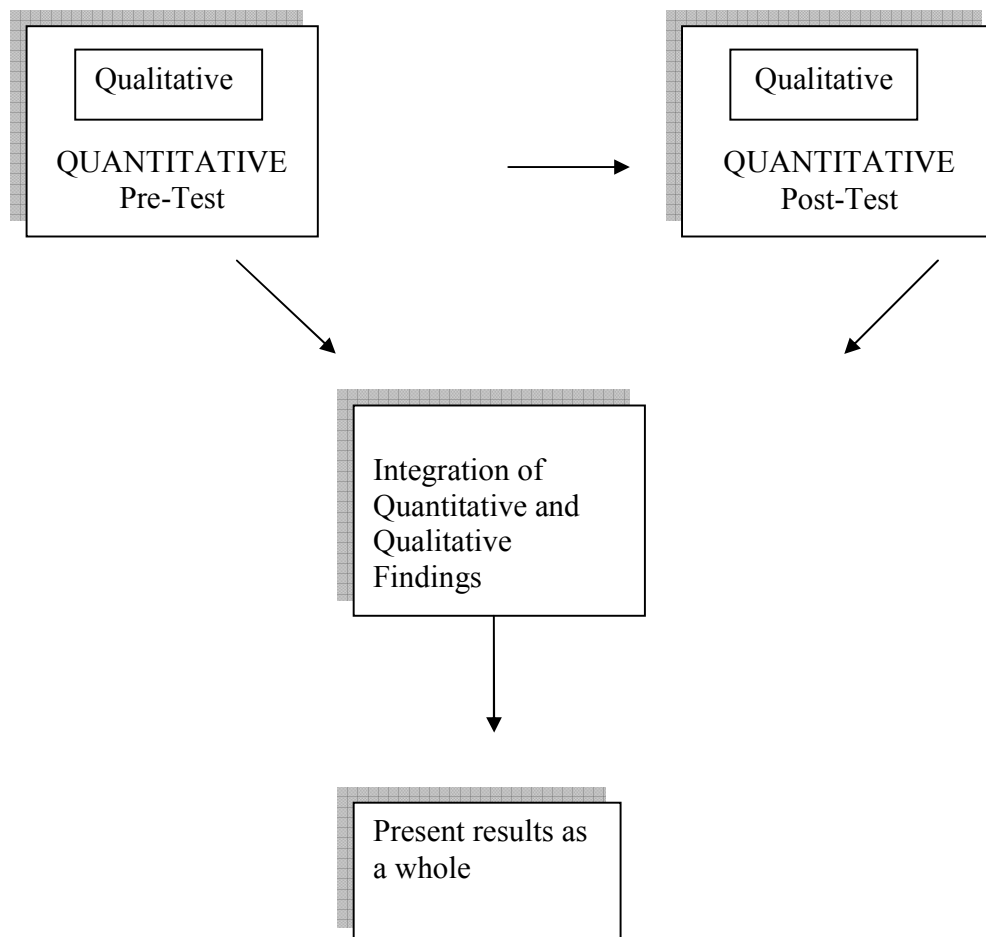 Qualitative
QUANTITATIVE
Pre-Test
Qualitative
QUANTITATIVE
Post-Test
Integration of
Quantitative and
Qualitative
Findings
Present results as
a whole